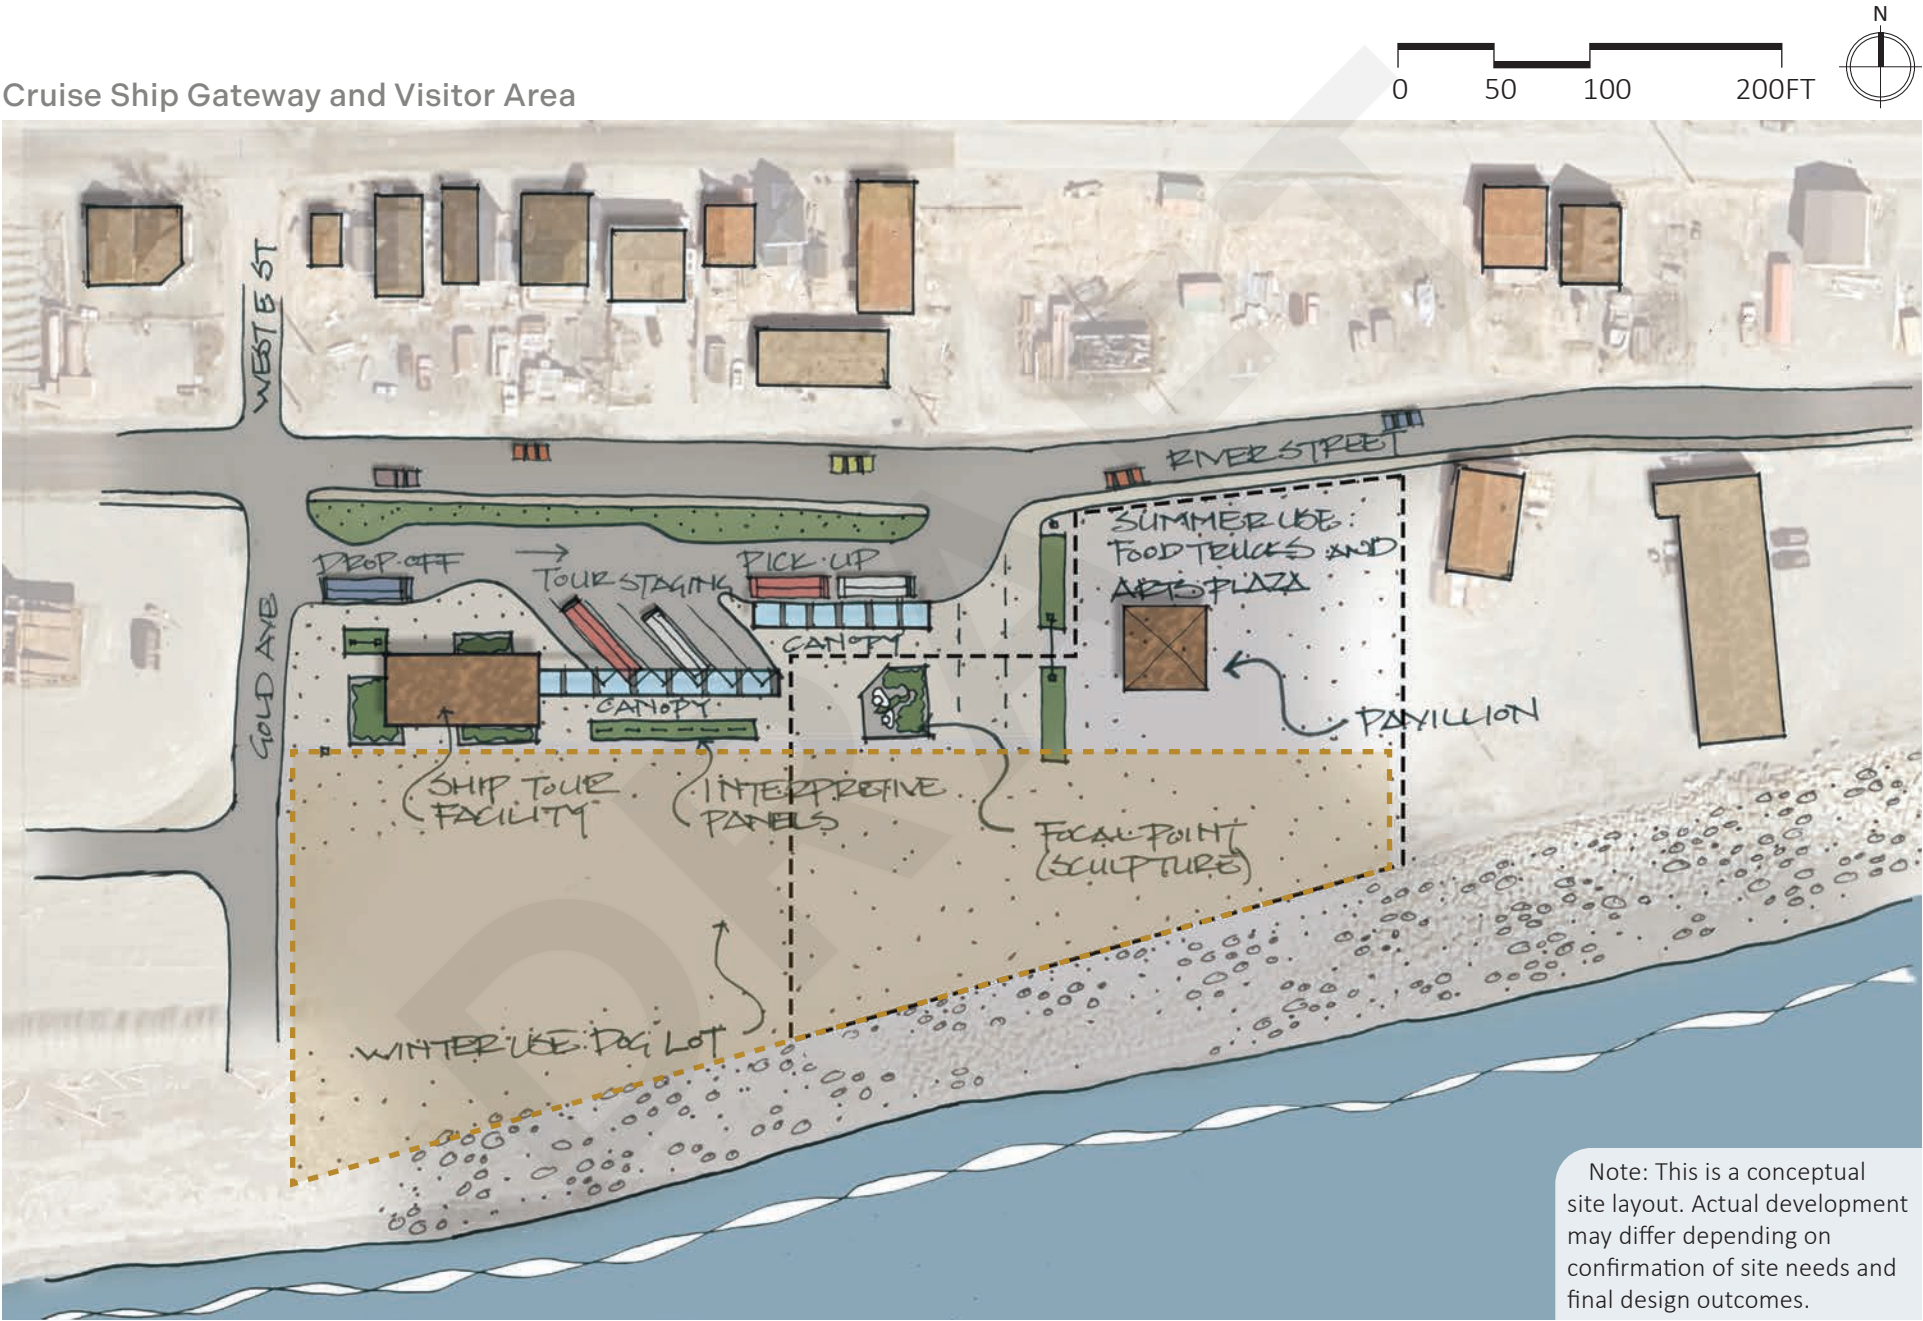 N
0 50 100 200FT
Cruise Ship Gateway and Visitor Area
WEST E ST
RIVER STREET
SUMMER USE:
FOOD TRUCKS AND
ARTS PLAZA
DROP-OFF
TOUR STAGING
PICK-UP
CANOPY
GOLD AVE
CANOPY
PAVILLION
SHIP TOUR
FACILITY
INTERPRETIVE
PANELS
FOCAL POINT
(SCULPTURE)
WINTER USE: DOG LOT
DRAFT
Note: This is a conceptual
site layout. Actual development
may differ depending on
confirmation of site needs and
final design outcomes.